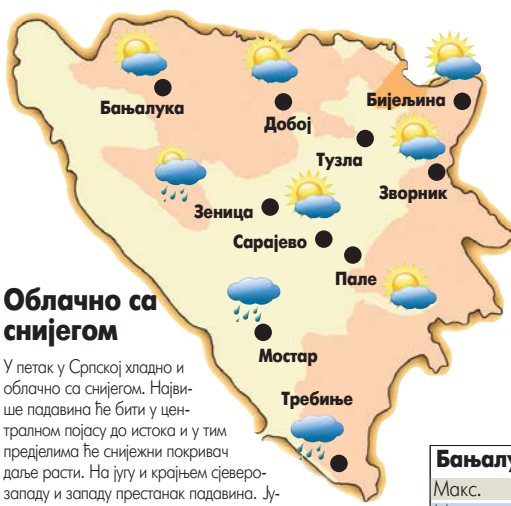 Бањалука
Добој
Бијељина
Тузла
Зворник
Зеница
Сарајево
Пале
Мостар
Требиње
Облачно са
снијегом
У петак у Српској хладно и
облачно са снијегом. Најви-
ше падавина ће бити у цен-
тралном појасу до истока и у тим
предјелима ће снијежни покривач
даље расти. На југу и крајњем сјеверо-
западу и западу престанак падавина. Ју-
Бањалу
Макс.